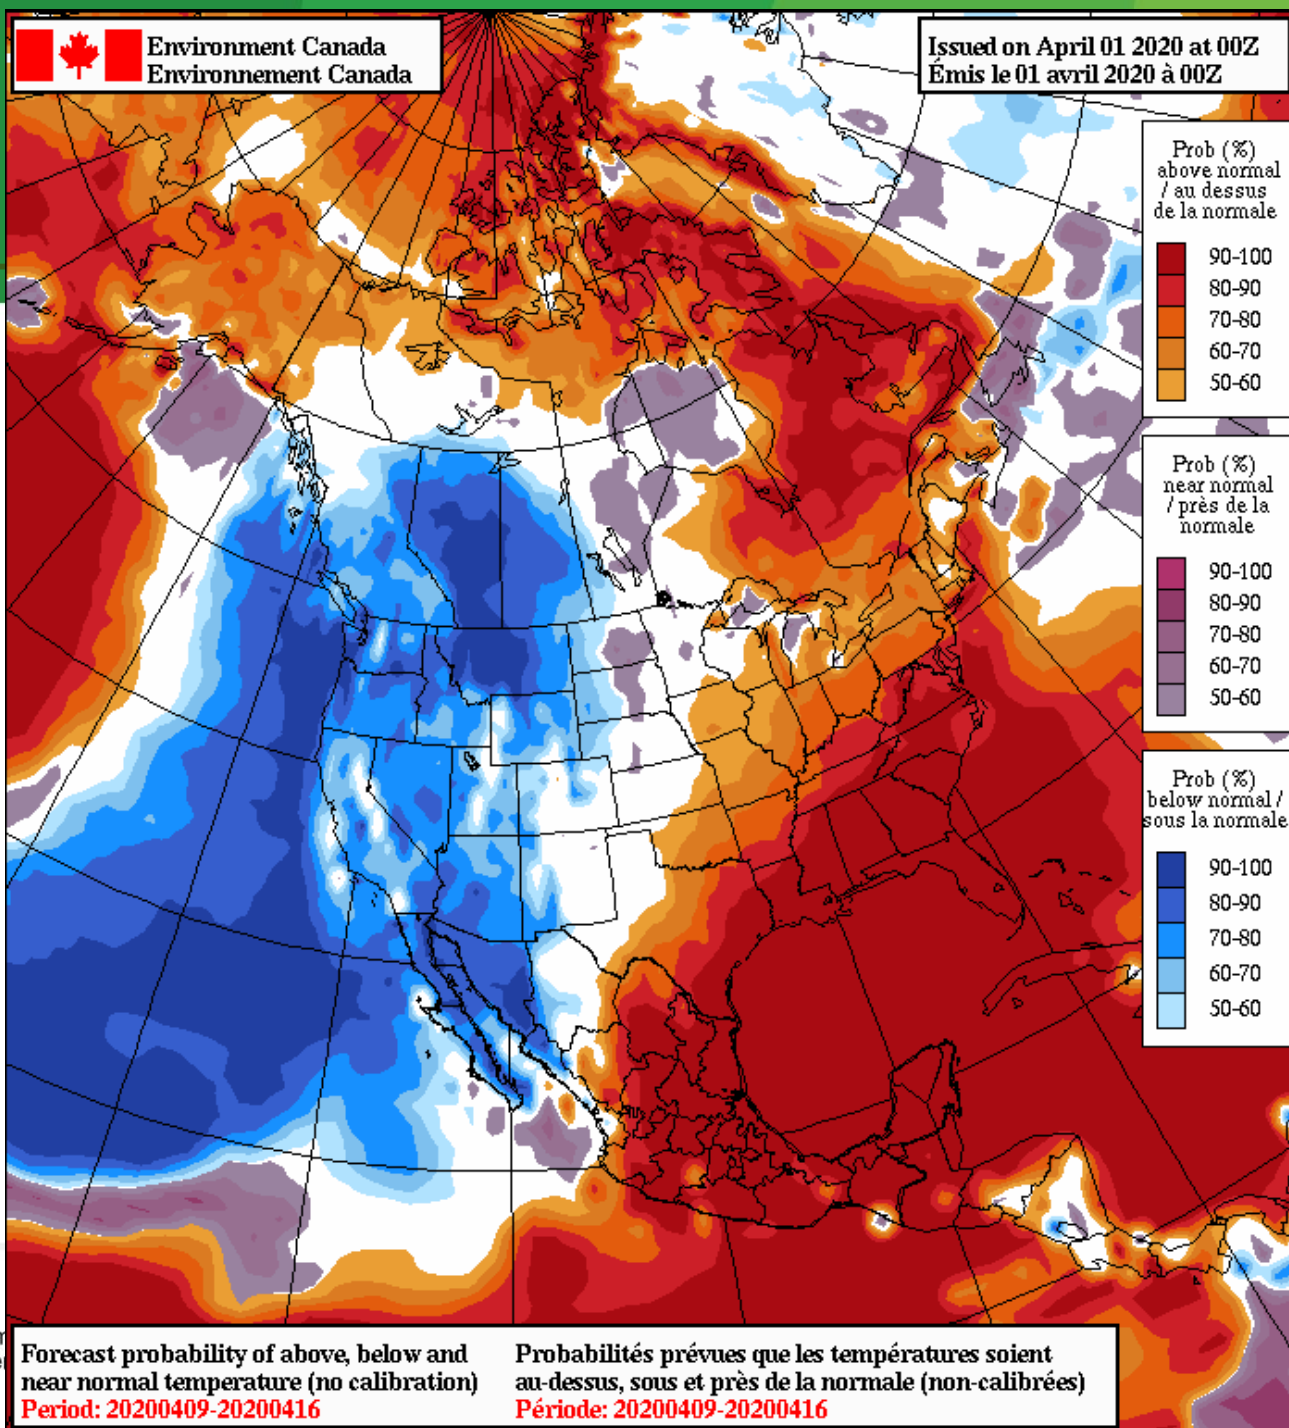 Environment Canada
Environnement Canada
Issued on April 01 2020 at 00Z
Émis le 01 avril 2020 à 00Z
Prob (%)
above normal
/ au dessus
de la normale
90-100
80-90
70-80
60-70
50-60
Prob (%)
near normal
/ près de la
normale
90-100
80-90
70-80
60-70
50-60
Prob (%)
below normal /
sous la normale
90-100
80-90
70-80
60-70
50-60
Forecast probability of above, below and
near normal temperature (no calibration)
Period: 20200409-20200416
Probabilités prévues que les températures soient
au-dessus, sous et près de la normale (non-calibrées)
Période: 20200409-20200416